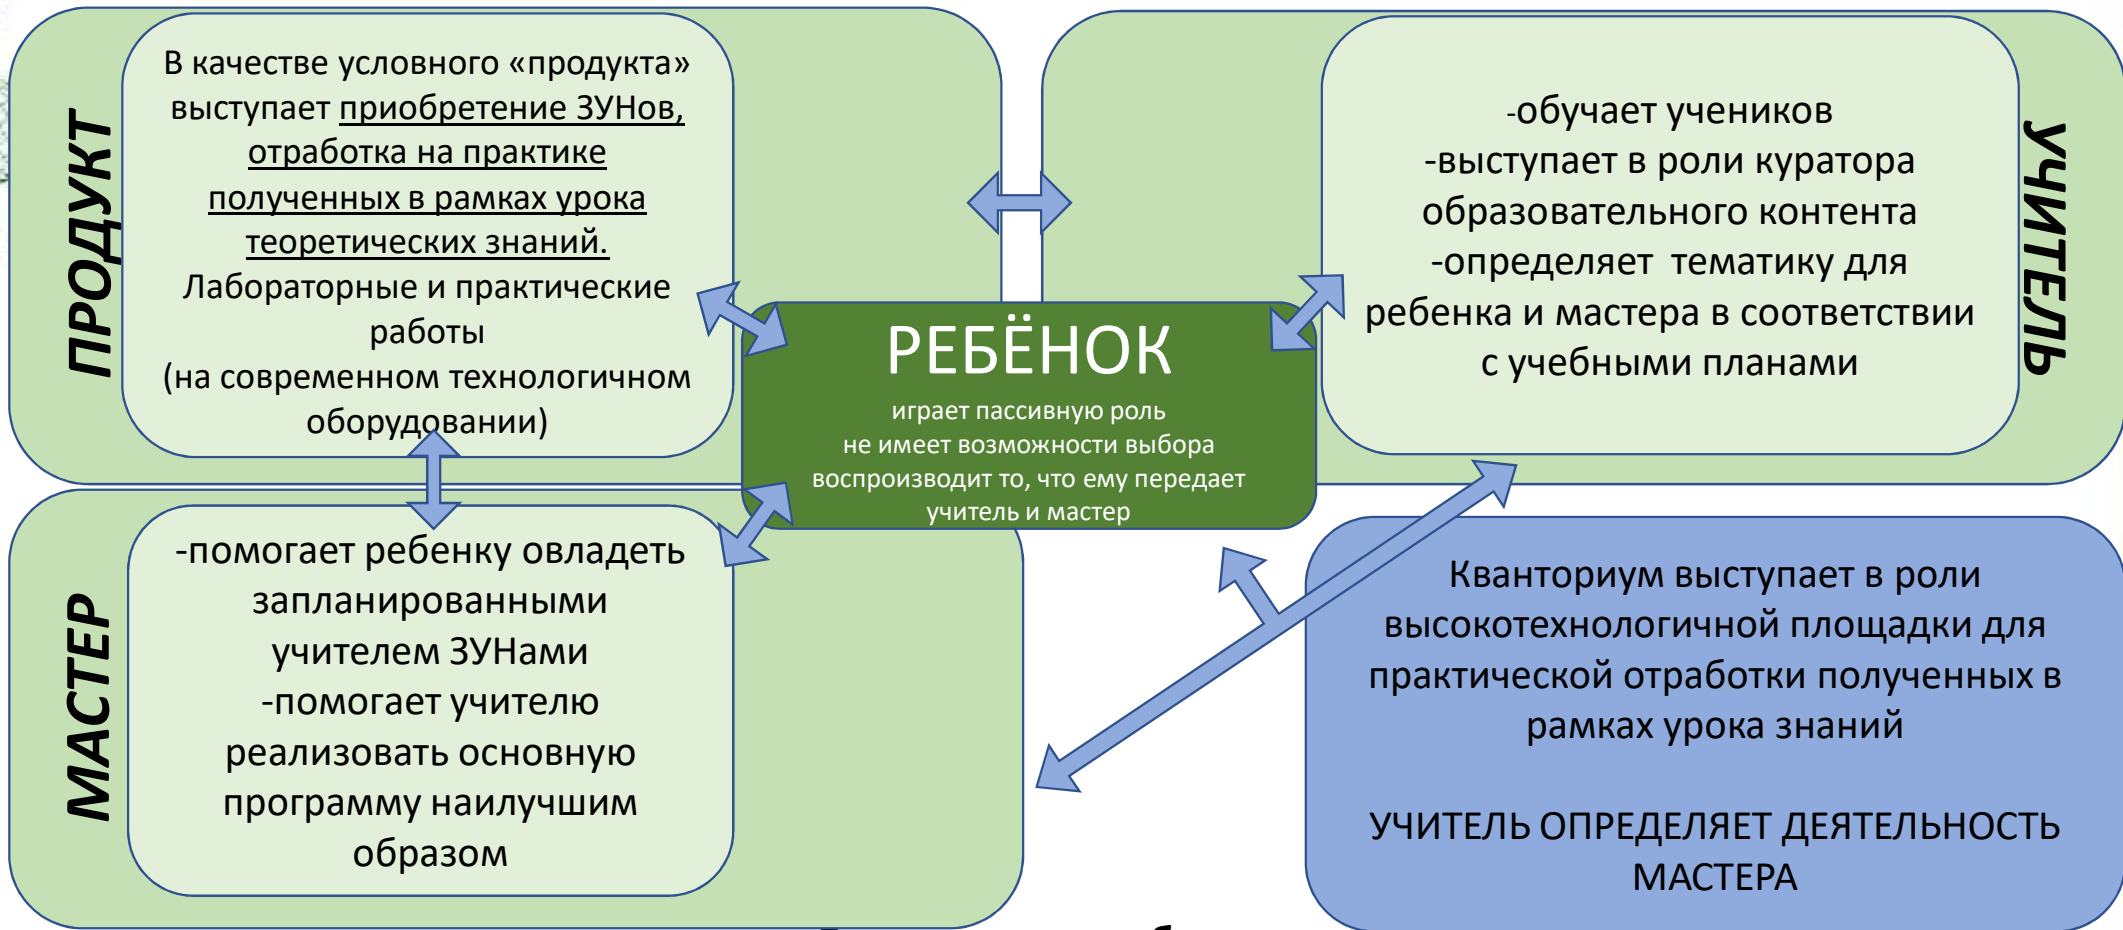 ПРОДУКТ
В качестве условного «продукта»
выступает приобретение ЗУНов,
отработка на практике
полученных в рамках урока
теоретических знаний.
Лабораторные и практические
работы
(на современном технологичном
оборудовании)
УЧИТЕЛЬ
-обучает учеников
-выступает в роли куратора
образовательного контента
-определяет тематику для
ребенка и мастера в соответствии
с учебными планами
РЕБЁНОК
играет пассивную роль
не имеет возможности выбора
воспроизводит то, что ему передает
учитель и мастер
МАСТЕР
-помогает ребенку овладеть
запланированными
учителем ЗУНами
-помогает учителю
реализовать основную
программу наилучшим
образом
Кванториум выступает в роли
высокотехнологичной площадки для
практической отработки полученных в
рамках урока знаний
УЧИТЕЛЬ ОПРЕДЕЛЯЕТ ДЕЯТЕЛЬНОСТЬ
МАСТЕРА